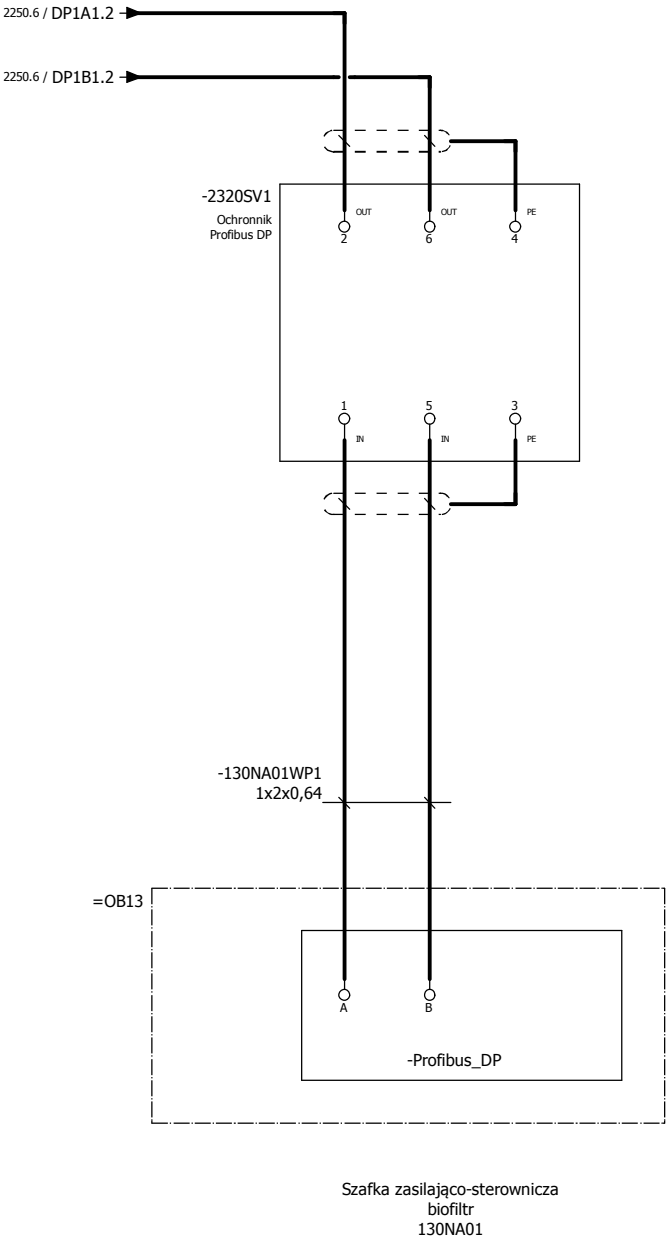 2250.6 / DP1A1.2
2250.6 / DP1B1.2
-2320SV1
Ochronnik
Profibus DP
OUT OUT PE
2 6 4
1 5 3
IN IN PE
-130NA01WP1
1x2x0,64
=OB13
A B
-Profibus_DP
Szafka zasilająco-sterownicza
biofiltr
130NA01